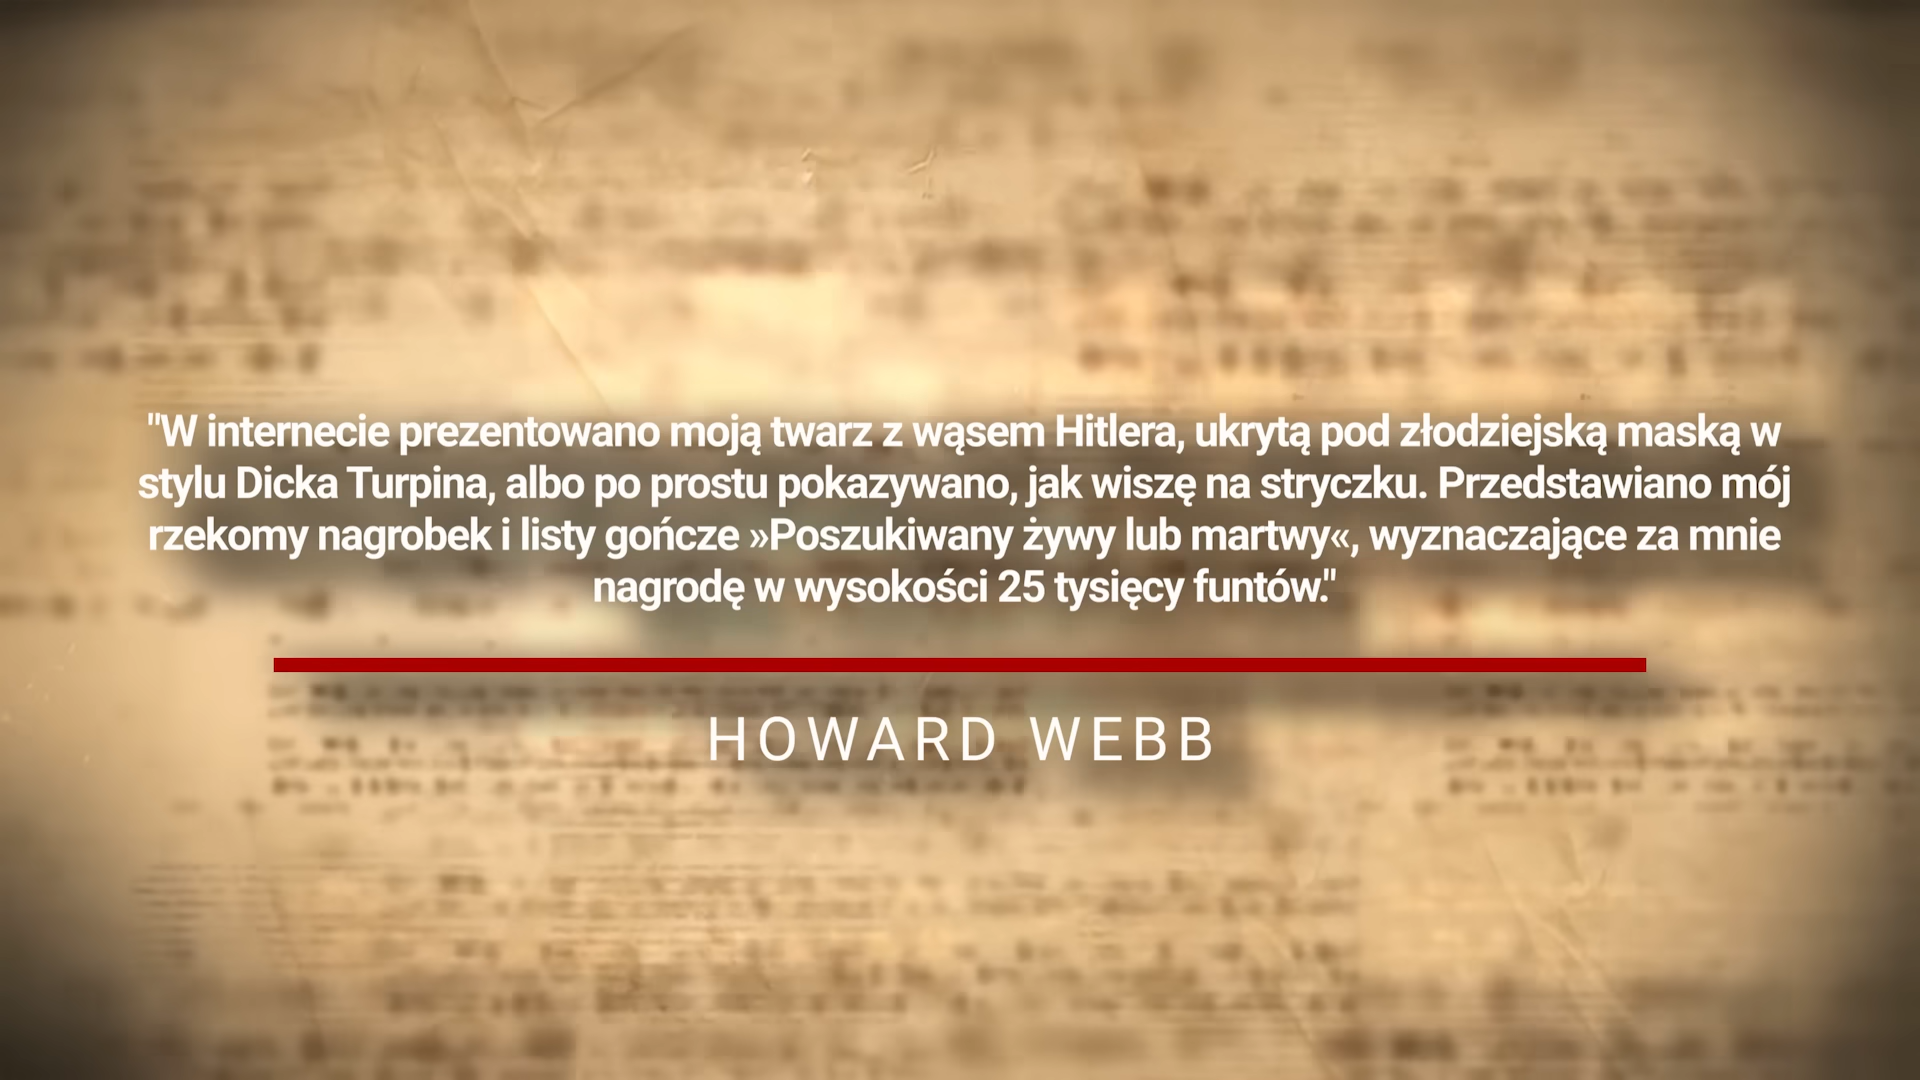 "W internecie prezentowano moją twarz z wąsem Hitlera, ukrytą pod złodziejską maską w
stylu Dicka Turpina, albo po prostu pokazywano, jak wiszę na stryczku. Przedstawiano mój
rzekomy nagrobek i listy gończe »Poszukiwany żywy lub martwy«, wyznaczające za mnie
nagrodę w wysokości 25 tysięcy funtów."
HOWARD WEBB